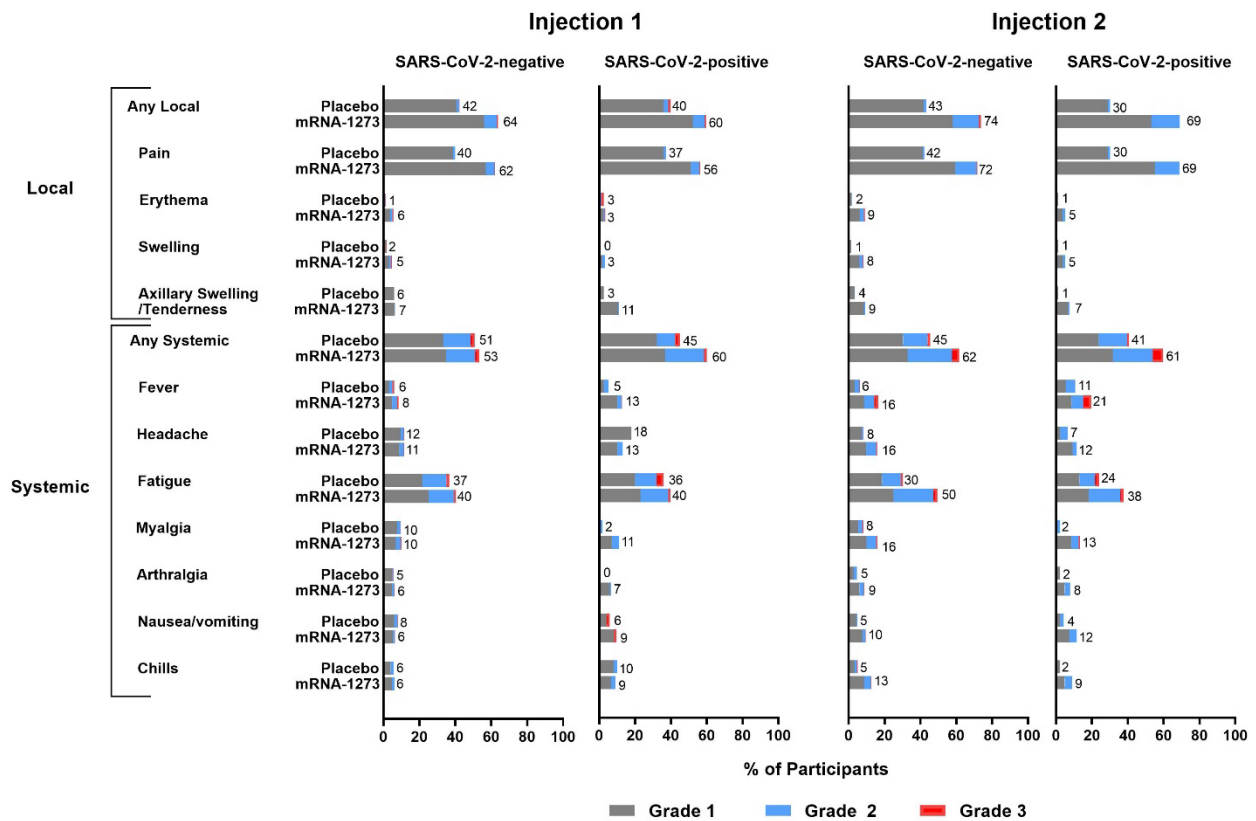 Injection 1 Injection 2
SARS-CoV-2-negative SARS-CoV-2-positive SARS-CoV-2-negative SARS-CoV-2-positive
Local
Any Local Placebo 42 40 43 30
mRNA-1273 64 60 74 69
Pain Placebo 40 37 42 30
mRNA-1273 62 56 72 69
Erythema Placebo 1 3 2 1
mRNA-1273 6 3 9 5
Swelling Placebo 2 0 1 1
mRNA-1273 5 3 8 5
Axillary Swelling Placebo 6 3 4 1
/Tenderness mRNA-1273 7 11 9 7
Systemic
Any Systemic Placebo 51 45 45 41
mRNA-1273 53 60 62 61
Fever Placebo 6 5 6 11
mRNA-1273 8 13 16 21
Headache Placebo 12 18 8 7
mRNA-1273 11 13 16 12
Fatigue Placebo 37 36 30 24
mRNA-1273 40 40 50 38
Myalgia Placebo 10 2 8 2
mRNA-1273 10 11 16 13
Arthralgia Placebo 5 0 5 2
mRNA-1273 6 7 9 8
Nausea/vomiting Placebo 8 6 5 4
mRNA-1273 6 9 10 12
Chills Placebo 6 10 5 2
mRNA-1273 6 9 13 9
0 20 40 60 80 100 0 20 40 60 80 100 0 20 40 60 80 100 0 20 40 60 80 100
% of Participants
Grade 1 Grade 2 Grade 3